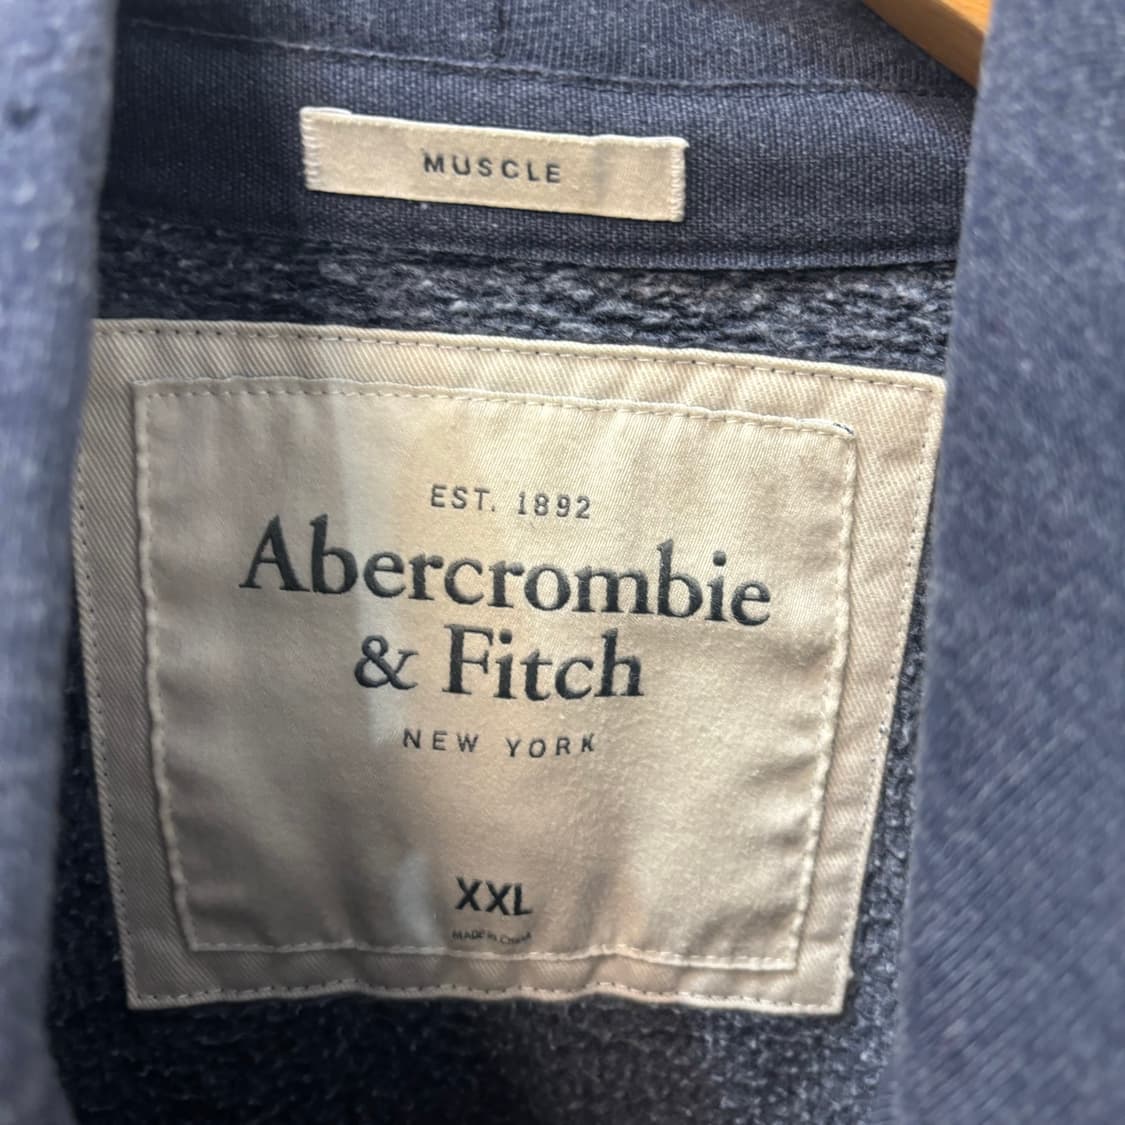 MUSCLE
EST. 1892
Abercrombie
& Fitch
NEW YORK
XXL
MADE IN CHINA